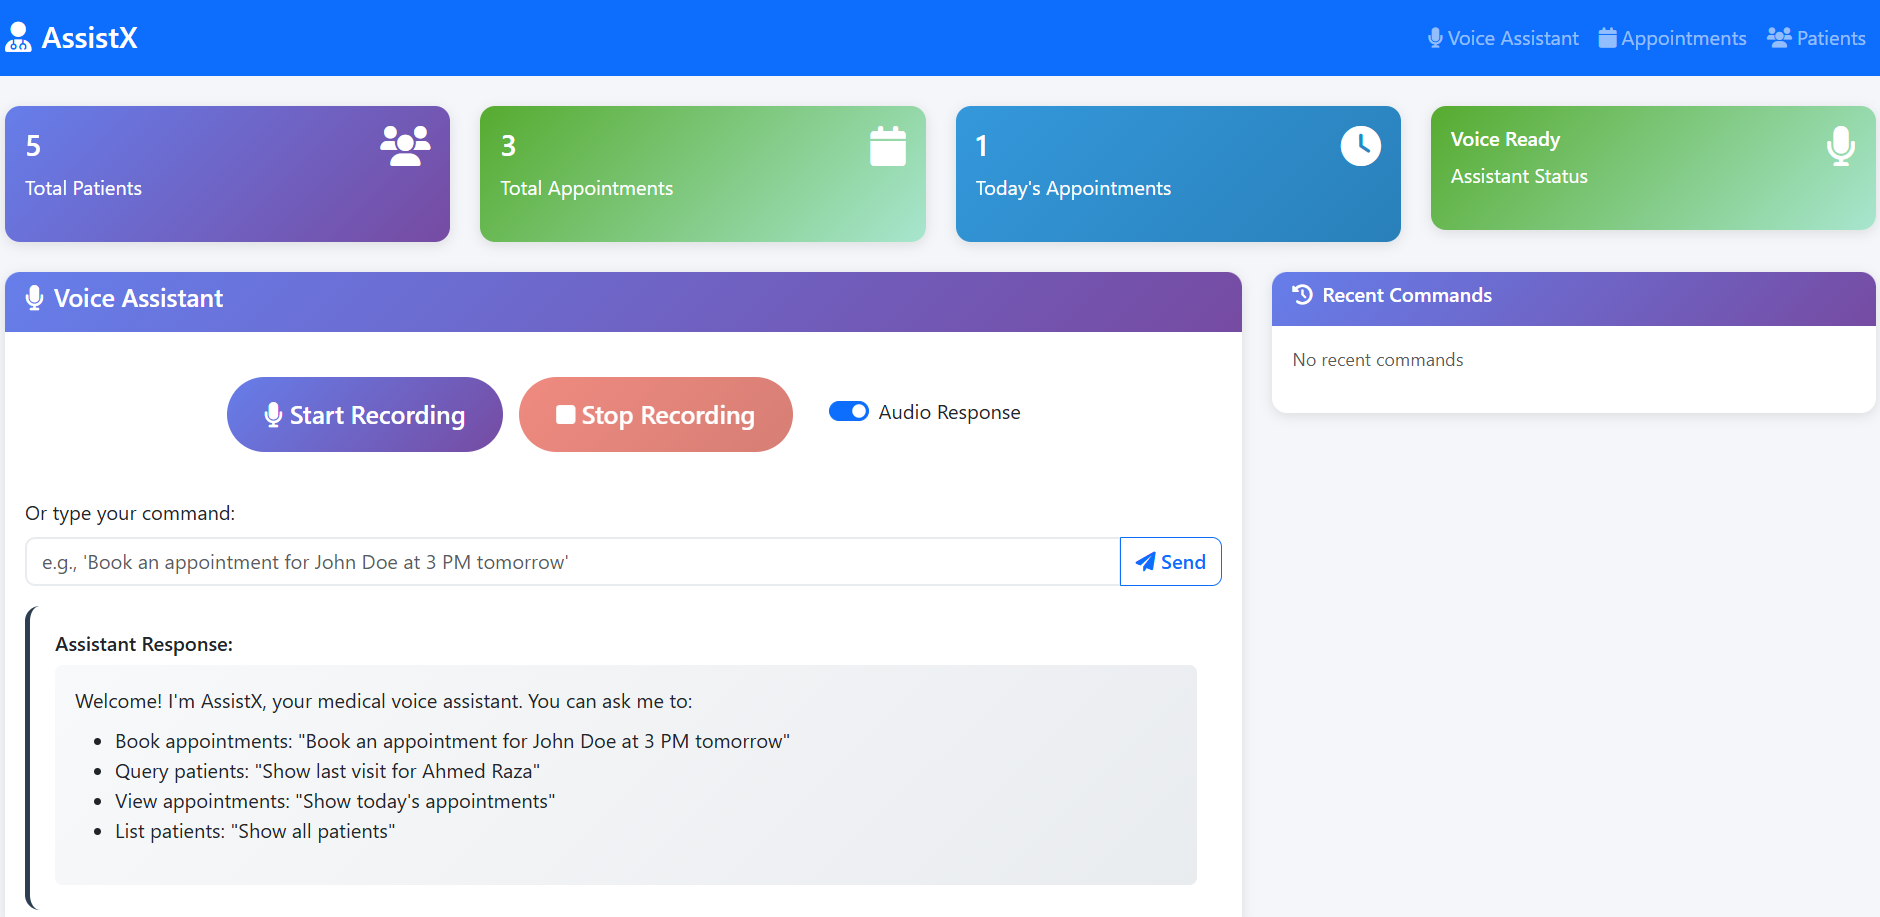 AssistX
Voice Assistant
Appointments
Patients
5
Total Patients
3
Total Appointments
1
Today's Appointments
Voice Ready
Assistant Status
Voice Assistant
Start Recording
Stop Recording
Audio Response
Or type your command:
e.g., 'Book an appointment for John Doe at 3 PM tomorrow'
Send
Assistant Response:
Welcome! I'm AssistX, your medical voice assistant. You can ask me to:
• Book appointments: "Book an appointment for John Doe at 3 PM tomorrow"
• Query patients: "Show last visit for Ahmed Raza"
• View appointments: "Show today's appointments"
• List patients: "Show all patients"
Recent Commands
No recent commands